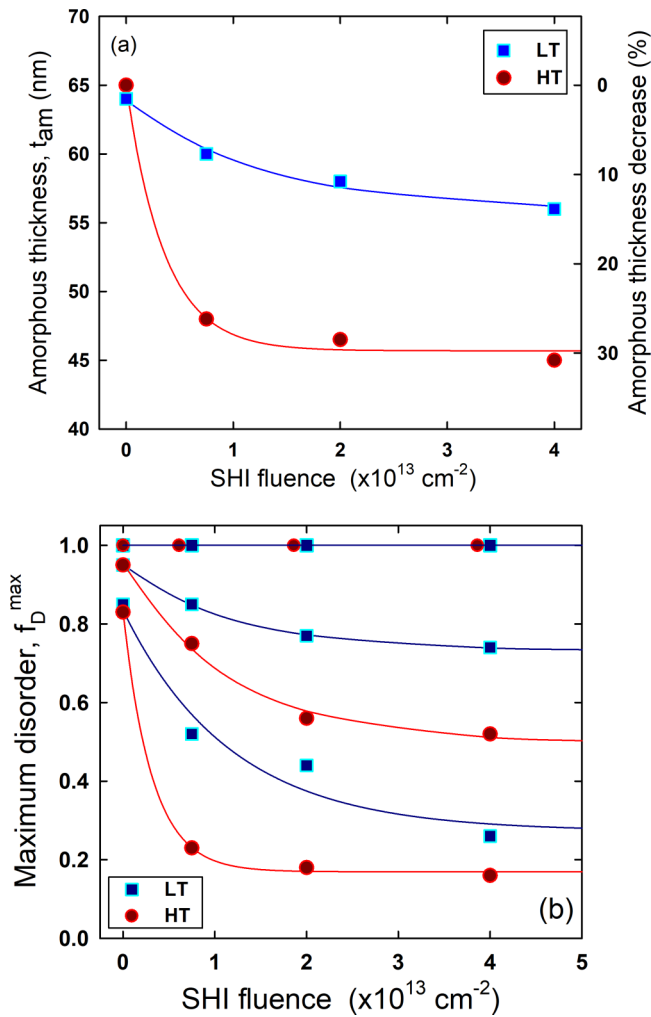 (a)
LT
HT
Amorphous thickness, tam (nm)
70
65
60
55
50
45
40
0
10
20
30
Amorphous thickness decrease (%)
0
1
2
3
4
SHI fluence (x10^13 cm^-2)
Maximum disorder, fD^max
1.0
0.8
0.6
0.4
0.2
0.0
LT
HT
(b)
0
1
2
3
4
5
SHI fluence (x10^13 cm^-2)